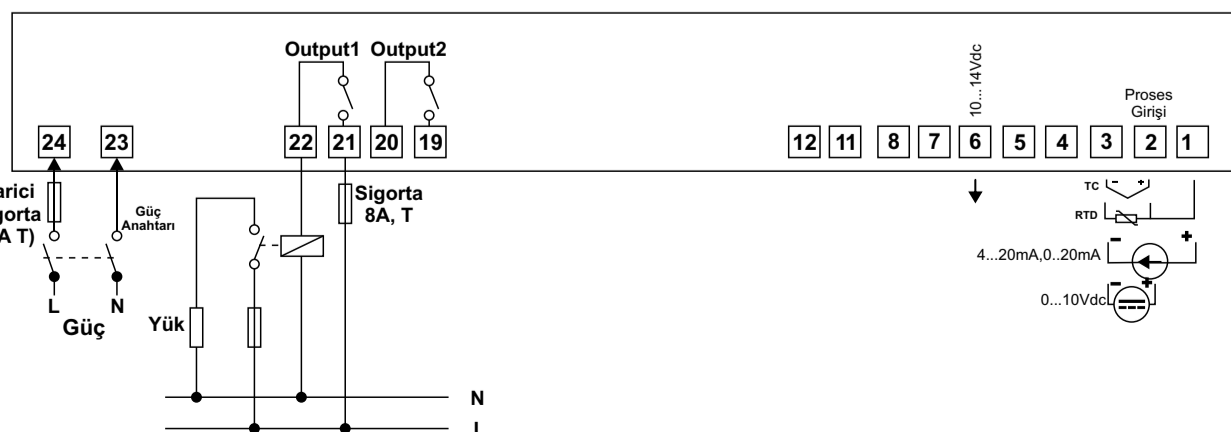 Output1 Output2
10...14Vdc
Proses
Girişi
24 23 22 21 20 19 12 11 8 7 6 5 4 3 2 1
Güç
Anahtarı
Sigorta
8A, T
L N
Güç
Yük
N
TC - +
RTD
4...20mA,0..20mA - +
0...10Vdc - +